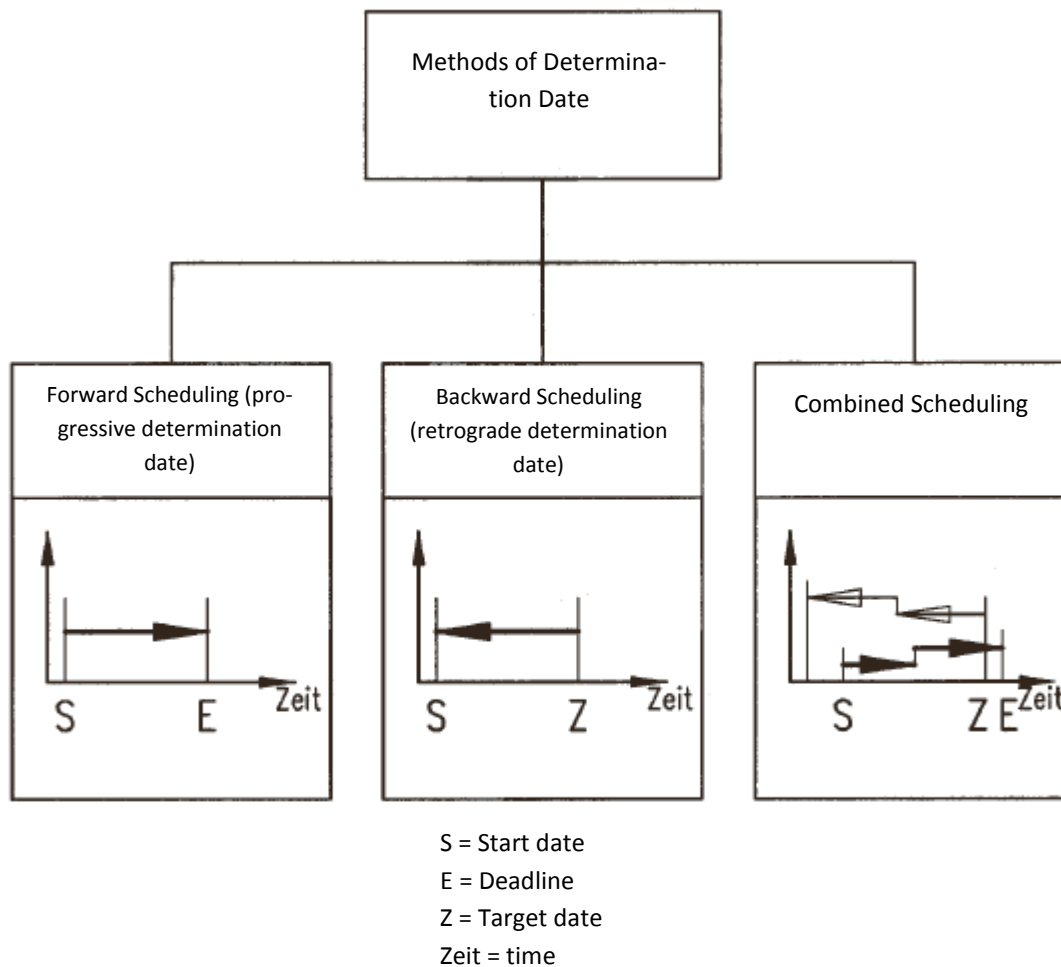 Methods of Determina-
tion Date
Forward Scheduling (pro-
gressive determination
date)
Backward Scheduling
(retrograde determination
date)
Combined Scheduling
Zeit
S E
Zeit
S Z
Zeit
S Z E
S = Start date
E = Deadline
Z = Target date
Zeit = time